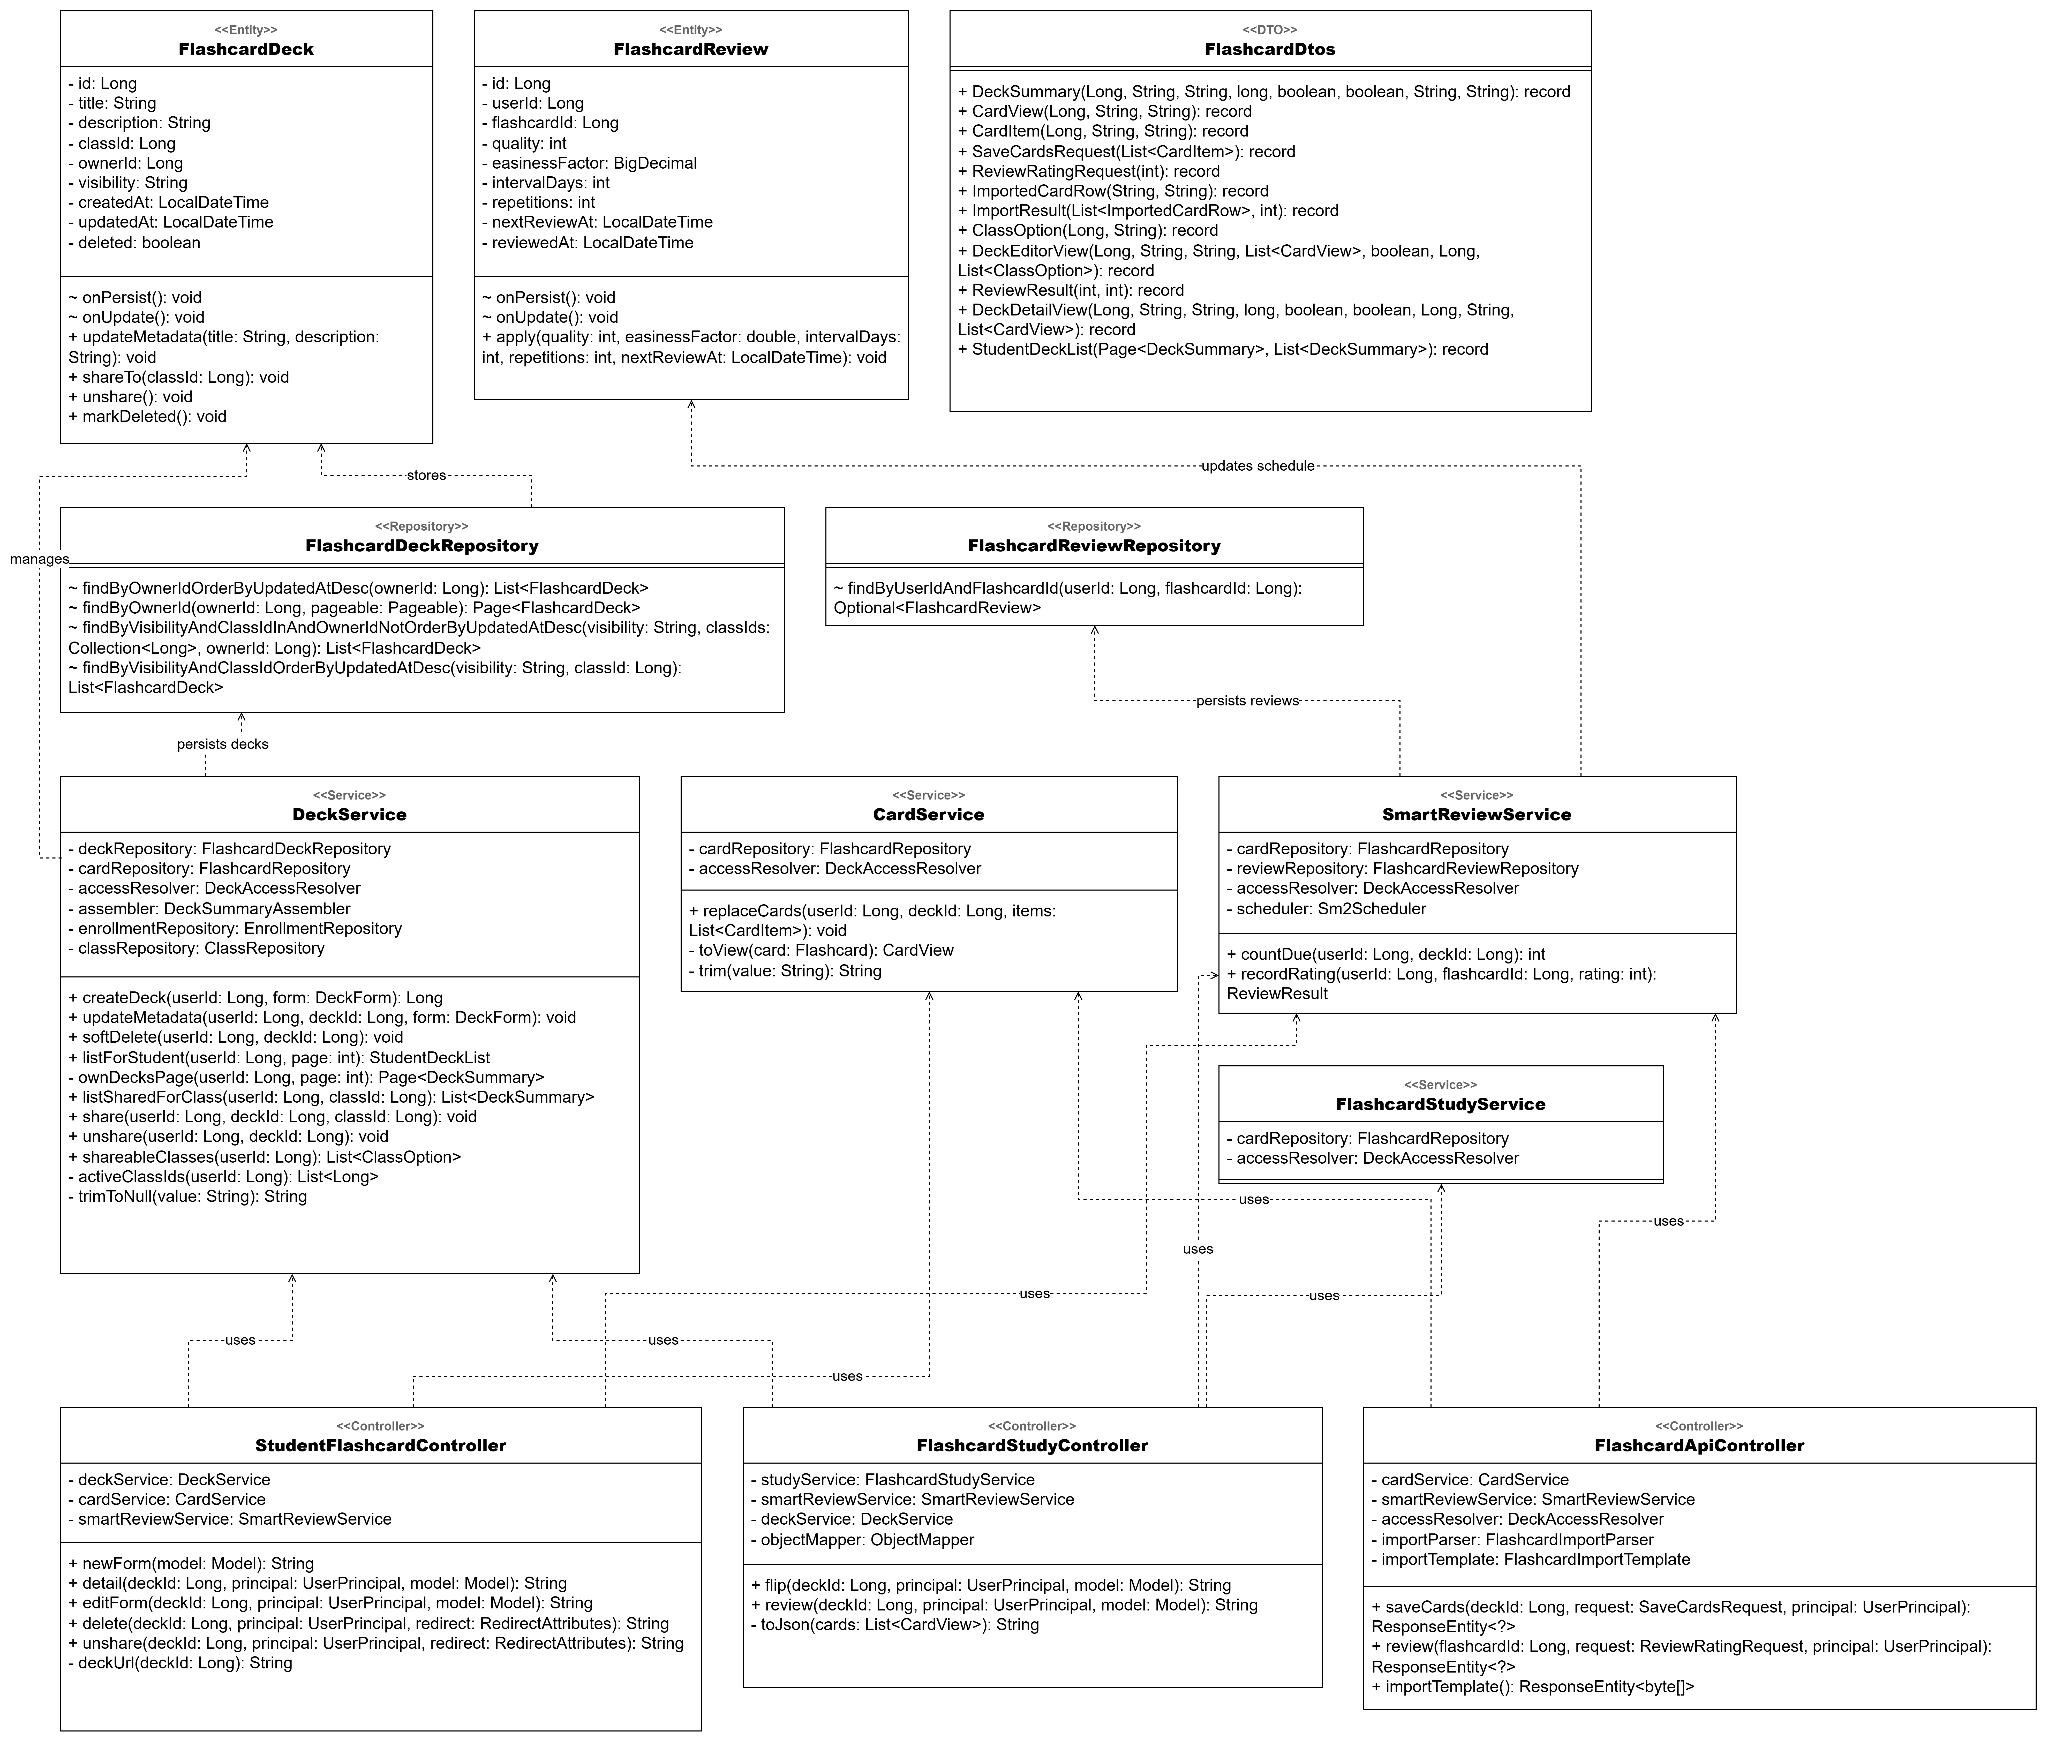 <<Entity>>
FlashcardDeck
- id: Long
- title: String
- description: String
- classId: Long
- ownerId: Long
- visibility: String
- createdAt: LocalDateTime
- updatedAt: LocalDateTime
- deleted: boolean
~ onPersist(): void
~ onUpdate(): void
+ updateMetadata(title: String, description:
String): void
+ shareTo(classId: Long): void
+ unshare(): void
+ markDeleted(): void
<<Entity>>
FlashcardReview
- id: Long
- userId: Long
- flashcardId: Long
- quality: int
- easinessFactor: BigDecimal
- intervalDays: int
- repetitions: int
- nextReviewAt: LocalDateTime
- reviewedAt: LocalDateTime
~ onPersist(): void
~ onUpdate(): void
+ apply(quality: int, easinessFactor: double, intervalDays:
int, repetitions: int, nextReviewAt: LocalDateTime): void
<<DTO>>
FlashcardDtos
+ DeckSummary(Long, String, String, long, boolean, boolean, String, String): record
+ CardView(Long, String, String): record
+ CardItem(Long, String, String): record
+ SaveCardsRequest(List<CardItem>): record
+ ReviewRatingRequest(int): record
+ ImportedCardRow(String, String): record
+ ImportResult(List<ImportedCardRow>, int): record
+ ClassOption(Long, String): record
+ DeckEditorView(Long, String, String, List<CardView>, boolean, Long,
List<ClassOption>): record
+ ReviewResult(int, int): record
+ DeckDetailView(Long, String, String, long, boolean, boolean, Long, String,
List<CardView>): record
+ StudentDeckList(Page<DeckSummary>, List<DeckSummary>): record
updates schedule
stores
manages
<<Repository>>
FlashcardDeckRepository
~ findByOwnerIdOrderByUpdatedAtDesc(ownerId: Long): List<FlashcardDeck>
~ findByOwnerId(ownerId: Long, pageable: Pageable): Page<FlashcardDeck>
~ findByVisibilityAndClassIdInAndOwnerIdNotOrderByUpdatedAtDesc(visibility: String, classIds:
Collection<Long>, ownerId: Long): List<FlashcardDeck>
~ findByVisibilityAndClassIdOrderByUpdatedAtDesc(visibility: String, classId: Long):
List<FlashcardDeck>
<<Repository>>
FlashcardReviewRepository
~ findByUserIdAndFlashcardId(userId: Long, flashcardId: Long):
Optional<FlashcardReview>
persists reviews
persists decks
<<Service>>
DeckService
- deckRepository: FlashcardDeckRepository
- cardRepository: FlashcardRepository
- accessResolver: DeckAccessResolver
- assembler: DeckSummaryAssembler
- enrollmentRepository: EnrollmentRepository
- classRepository: ClassRepository
+ createDeck(userId: Long, form: DeckForm): Long
+ updateMetadata(userId: Long, deckId: Long, form: DeckForm): void
+ softDelete(userId: Long, deckId: Long): void
+ listForStudent(userId: Long, page: int): StudentDeckList
- ownDecksPage(userId: Long, page: int): Page<DeckSummary>
+ listSharedForClass(userId: Long, classId: Long): List<DeckSummary>
+ share(userId: Long, deckId: Long, classId: Long): void
+ unshare(userId: Long, deckId: Long): void
+ shareableClasses(userId: Long): List<ClassOption>
- activeClassIds(userId: Long): List<Long>
- trimToNull(value: String): String
<<Service>>
CardService
- cardRepository: FlashcardRepository
- accessResolver: DeckAccessResolver
+ replaceCards(userId: Long, deckId: Long, items:
List<CardItem>): void
- toView(card: Flashcard): CardView
- trim(value: String): String
<<Service>>
SmartReviewService
- cardRepository: FlashcardRepository
- reviewRepository: FlashcardReviewRepository
- accessResolver: DeckAccessResolver
- scheduler: Sm2Scheduler
+ countDue(userId: Long, deckId: Long): int
+ recordRating(userId: Long, flashcardId: Long, rating: int):
ReviewResult
<<Service>>
FlashcardStudyService
- cardRepository: FlashcardRepository
- accessResolver: DeckAccessResolver
uses
uses
uses
uses
uses
uses
uses
uses
<<Controller>>
StudentFlashcardController
- deckService: DeckService
- cardService: CardService
- smartReviewService: SmartReviewService
+ newForm(model: Model): String
+ detail(deckId: Long, principal: UserPrincipal, model: Model): String
+ editForm(deckId: Long, principal: UserPrincipal, model: Model): String
+ delete(deckId: Long, principal: UserPrincipal, redirect: RedirectAttributes): String
+ unshare(deckId: Long, principal: UserPrincipal, redirect: RedirectAttributes): String
- deckUrl(deckId: Long): String
<<Controller>>
FlashcardStudyController
- studyService: FlashcardStudyService
- smartReviewService: SmartReviewService
- deckService: DeckService
- objectMapper: ObjectMapper
+ flip(deckId: Long, principal: UserPrincipal, model: Model): String
+ review(deckId: Long, principal: UserPrincipal, model: Model): String
- toJson(cards: List<CardView>): String
<<Controller>>
FlashcardApiController
- cardService: CardService
- smartReviewService: SmartReviewService
- accessResolver: DeckAccessResolver
- importParser: FlashcardImportParser
- importTemplate: FlashcardImportTemplate
+ saveCards(deckId: Long, request: SaveCardsRequest, principal: UserPrincipal):
ResponseEntity<?>
+ review(flashcardId: Long, request: ReviewRatingRequest, principal: UserPrincipal):
ResponseEntity<?>
+ importTemplate(): ResponseEntity<byte[]>